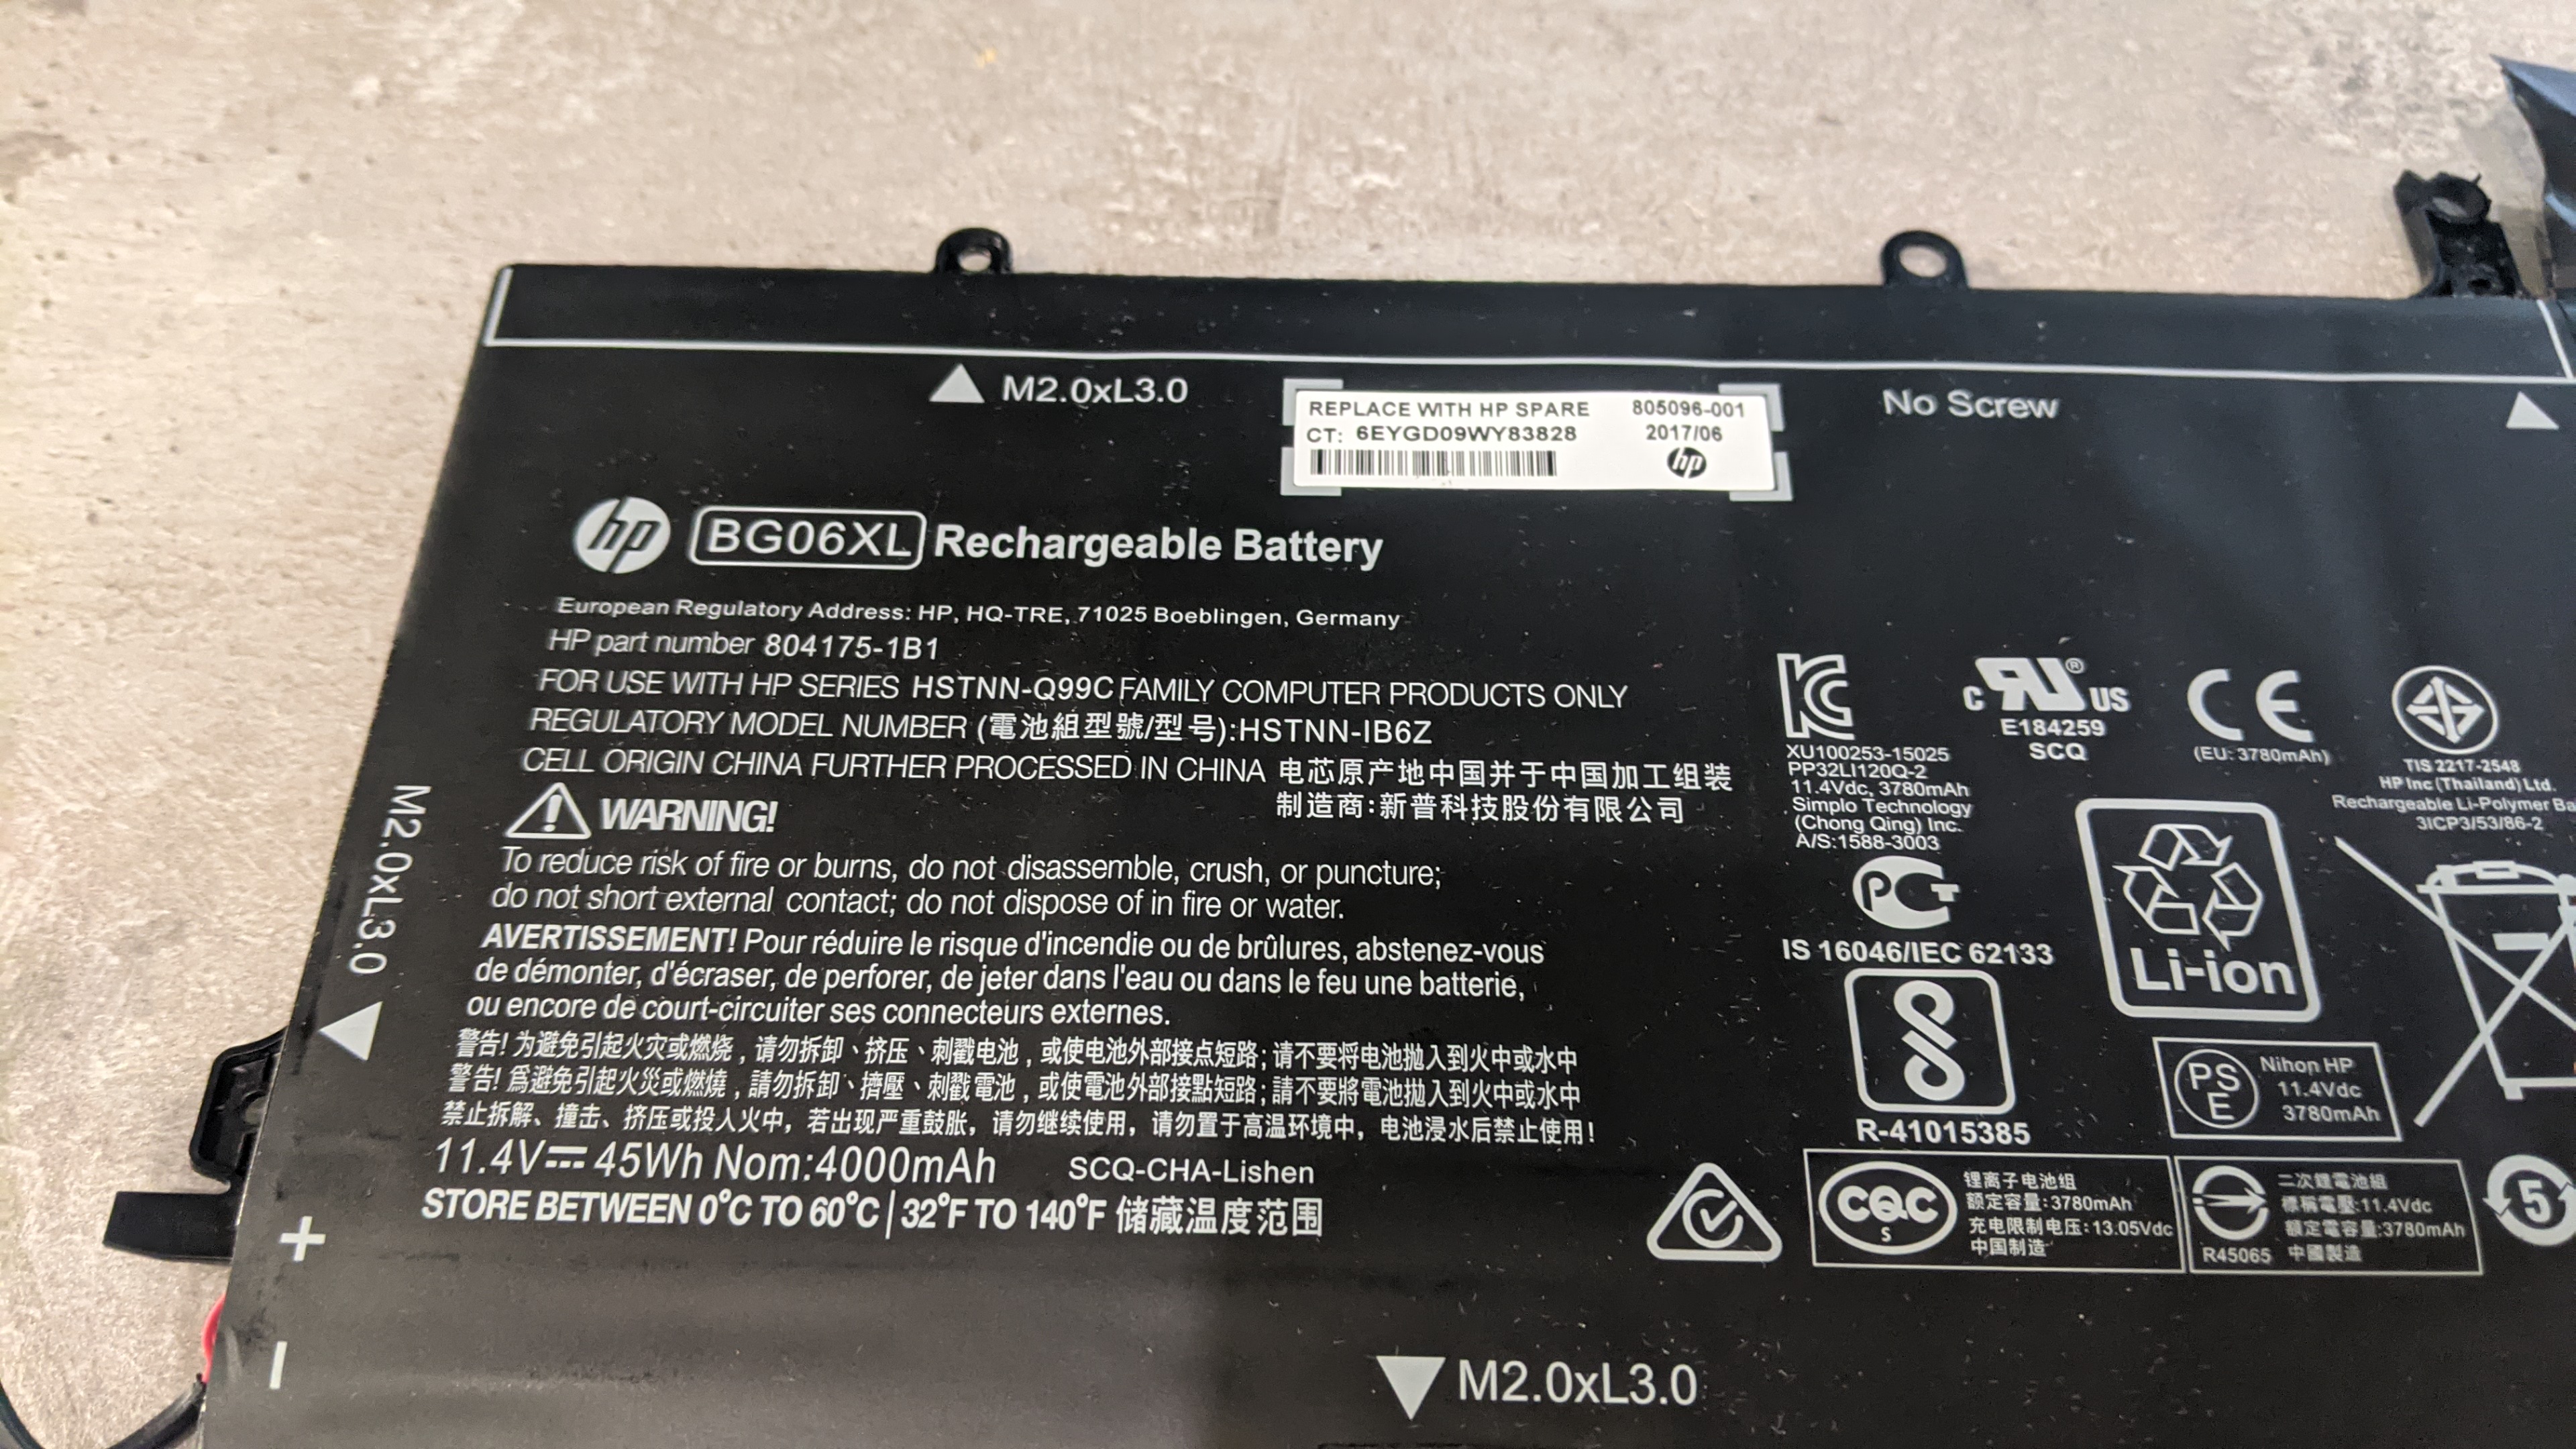 M2.0xL3.0
REPLACE WITH HP SPARE 805096-001
CT: 6EYGD09WY83828 2017/06
hp
No Screw
hp BG06XL Rechargeable Battery
European Regulatory Address: HP, HQ-TRE, 71025 Boeblingen, Germany
HP part number 804175-1B1
FOR USE WITH HP SERIES HSTNN-Q99C FAMILY COMPUTER PRODUCTS ONLY
REGULATORY MODEL NUMBER (電池組型號/型号):HSTNN-IB6Z
CELL ORIGIN CHINA FURTHER PROCESSED IN CHINA 电芯原产地中国并于中国加工组装
制造商:新普科技股份有限公司
WARNING!
To reduce risk of fire or burns, do not disassemble, crush, or puncture;
do not short external contact; do not dispose of in fire or water.
AVERTISSEMENT! Pour réduire le risque d'incendie ou de brûlures, abstenez-vous
de démonter, d'écraser, de perforer, de jeter dans l'eau ou dans le feu une batterie,
ou encore de court-circuiter ses connecteurs externes.
警告! 为避免引起火灾或燃烧，请勿拆卸、挤压、刺戳电池，或使电池外部接点短路;请不要将电池抛入到火中或水中
警告! 爲避免引起火災或燃燒，請勿拆卸、擠壓、刺戳電池，或使電池外部接點短路;請不要將電池拋入到火中或水中
禁止拆解、撞击、挤压或投入火中，若出现严重鼓胀，请勿继续使用，请勿置于高温环境中，电池浸水后禁止使用!
11.4V 45Wh Nom:4000mAh SCQ-CHA-Lishen
STORE BETWEEN 0°C TO 60°C | 32°F TO 140°F 储藏温度范围
M2.0xL3.0
+
−
M2.0xL3.0
KC
XU100253-15025
PP32LI120Q-2
11.4Vdc, 3780mAh
Simplo Technology
(Chong Qing) Inc.
A/S:1588-3003
C RU® US
E184259
SCQ
CE
(EU: 3780mAh)
TIS 2217-2548
HP Inc (Thailand) Ltd.
Rechargeable Li-Polymer Ba
3ICP3/53/86-2
PCT
IS 16046/IEC 62133
R-41015385
Li-ion
PS
E
Nihon HP
11.4Vdc
3780mAh
CQC
S
锂离子电池组
额定容量:3780mAh
充电限制电压:13.05Vdc
中国制造
R45065
二次鋰電池組
標稱電壓:11.4Vdc
額定電容量:3780mAh
中國製造
5